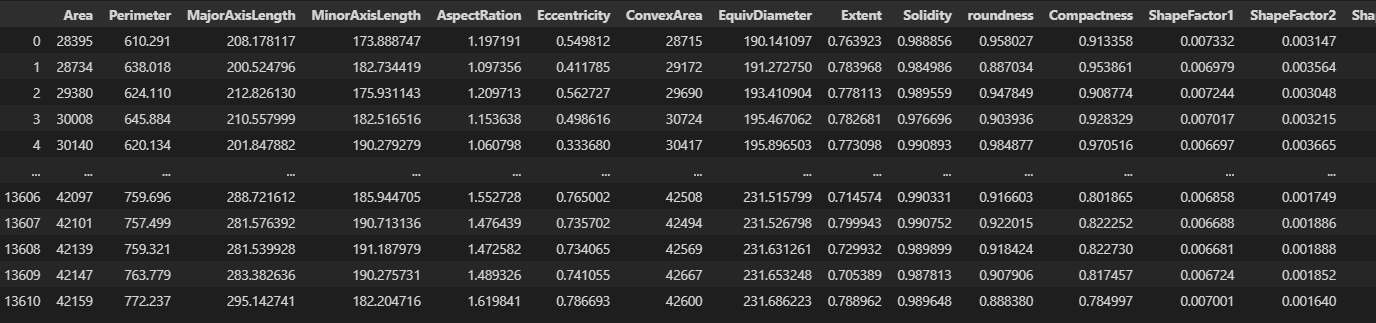 Area Perimeter MajorAxisLength MinorAxisLength AspectRation Eccentricity ConvexArea EquivDiameter Extent Solidity roundness Compactness ShapeFactor1 ShapeFactor2 Sha
0 28395 610.291 208.178117 173.888747 1.197191 0.549812 28715 190.141097 0.763923 0.988856 0.958027 0.913358 0.007332 0.003147
1 28734 638.018 200.524796 182.734419 1.097356 0.411785 29172 191.272750 0.783968 0.984986 0.887034 0.953861 0.006979 0.003564
2 29380 624.110 212.826130 175.931143 1.209713 0.562727 29690 193.410904 0.778113 0.989559 0.947849 0.908774 0.007244 0.003048
3 30008 645.884 210.557999 182.516516 1.153638 0.498616 30724 195.467062 0.782681 0.976696 0.903936 0.928329 0.007017 0.003215
4 30140 620.134 201.847882 190.279279 1.060798 0.333680 30417 195.896503 0.773098 0.990893 0.984877 0.970516 0.006697 0.003665
... ... ... ... ... ... ... ... ... ... ... ... ... ... ...
13606 42097 759.696 288.721612 185.944705 1.552728 0.765002 42508 231.515799 0.714574 0.990331 0.916603 0.801865 0.006858 0.001749
13607 42101 757.499 281.576392 190.713136 1.476439 0.735702 42494 231.526798 0.799943 0.990752 0.922015 0.822252 0.006688 0.001886
13608 42139 759.321 281.539928 191.187979 1.472582 0.734065 42569 231.631261 0.729932 0.989899 0.918424 0.822730 0.006681 0.001888
13609 42147 763.779 283.382636 190.275731 1.489326 0.741055 42667 231.653248 0.705389 0.987813 0.907906 0.817457 0.006724 0.001852
13610 42159 772.237 295.142741 182.204716 1.619841 0.786693 42600 231.686223 0.788962 0.989648 0.888380 0.784997 0.007001 0.001640